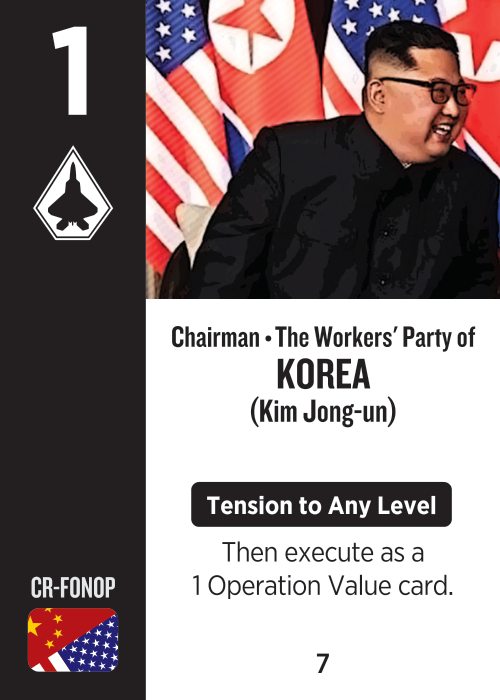 1
Chairman • The Workers' Party of
KOREA
(Kim Jong-un)
Tension to Any Level
Then execute as a
1 Operation Value card.
CR-FONOP
7